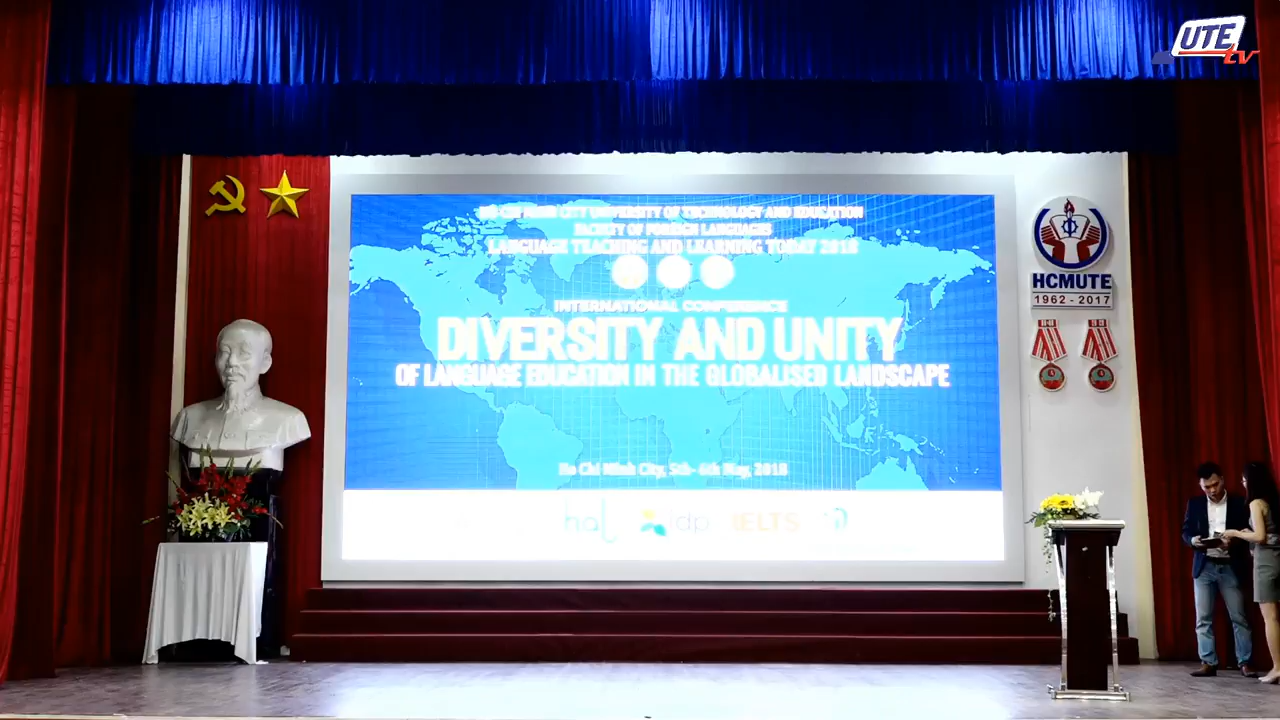 UTE
tv
HO CHI MINH CITY UNIVERSITY OF TECHNOLOGY AND EDUCATION
FACULTY OF FOREIGN LANGUAGES
LANGUAGE TEACHING AND LEARNING TODAY 2018
INTERNATIONAL CONFERENCE
DIVERSITY AND UNITY
OF LANGUAGE EDUCATION IN THE GLOBALISED LANDSCAPE
Ho Chi Minh City, 5th- 6th May, 2018
idp IELTS
HCMUTE
1962 - 2017